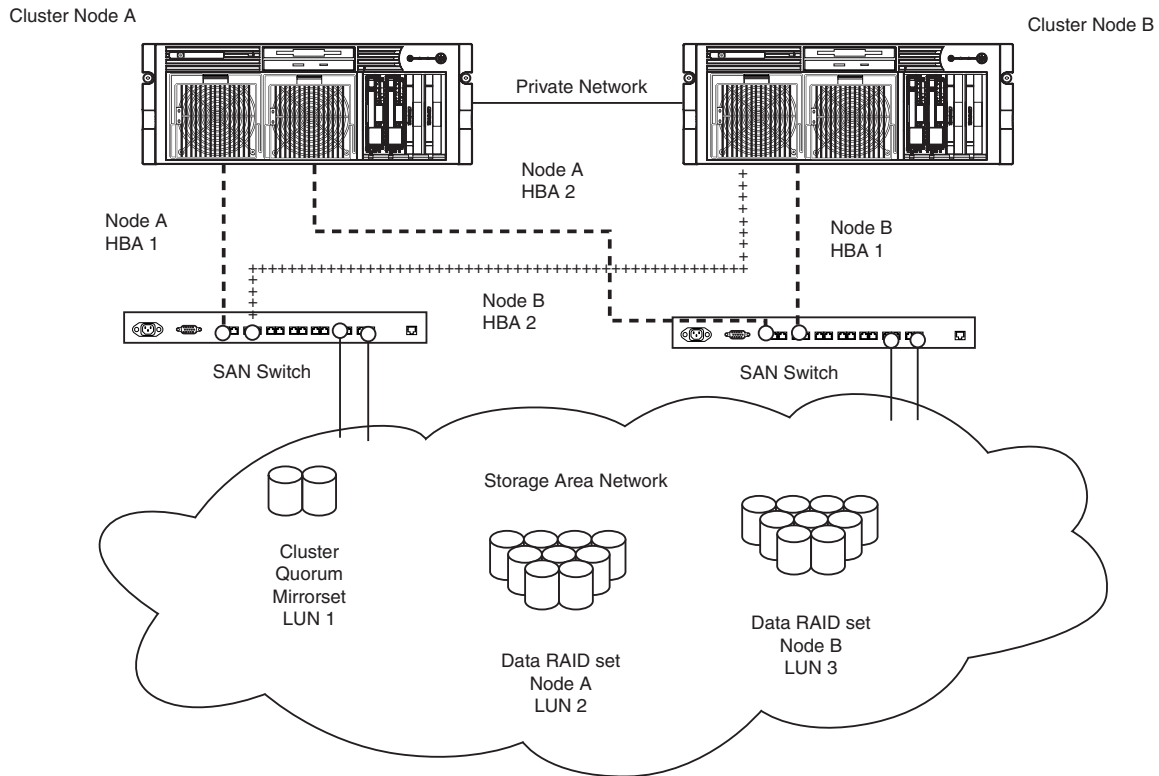 Cluster Node A
Cluster Node B
Private Network
Node A
HBA 2
Node A
HBA 1
Node B
HBA 1
Node B
HBA 2
SAN Switch
SAN Switch
Storage Area Network
Cluster
Quorum
Mirrorset
LUN 1
Data RAID set
Node A
LUN 2
Data RAID set
Node B
LUN 3